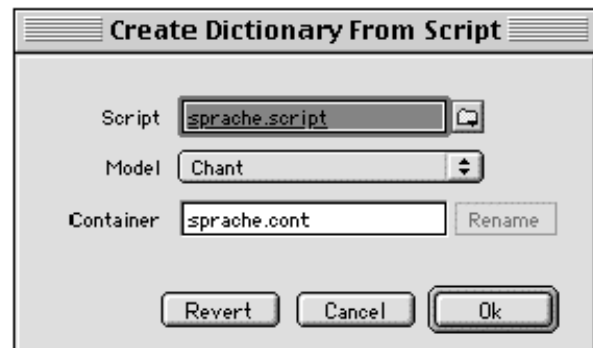 Create Dictionary From Script
Script sprache.script
Model Chant
Container sprache.cont Rename
Revert Cancel Ok